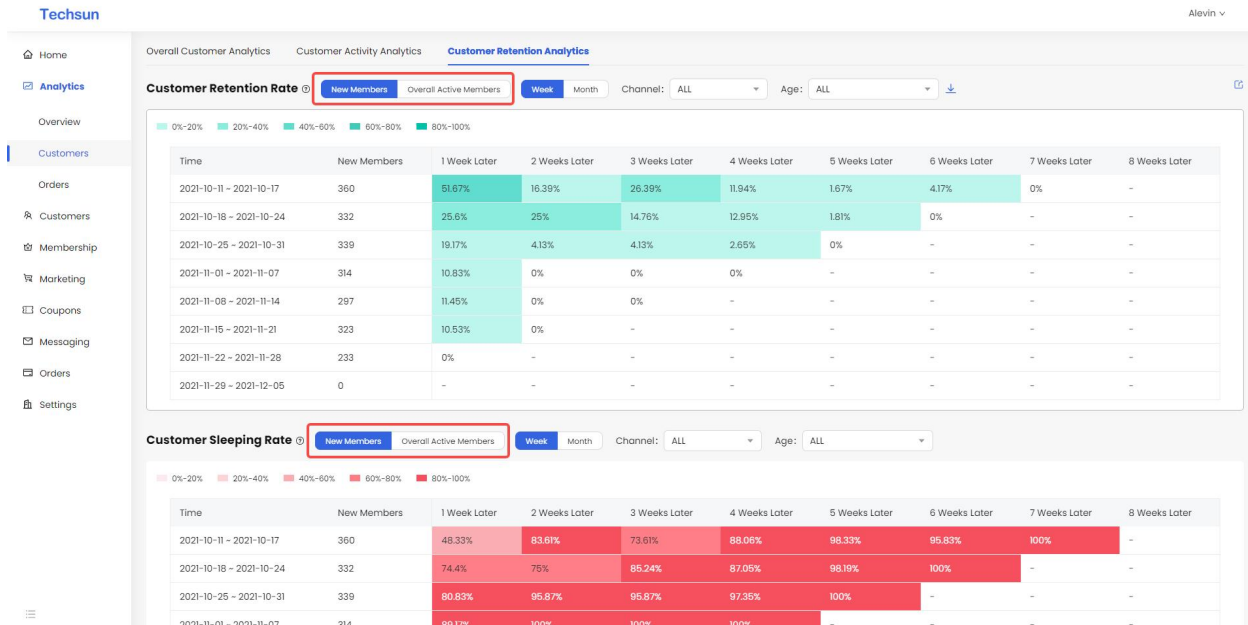 Techsun
Alevin
Home
Analytics
Overview
Customers
Orders
Customers
Membership
Marketing
Coupons
Messaging
Orders
Settings
Overall Customer Analytics Customer Activity Analytics Customer Retention Analytics
Customer Retention Rate New Members Overall Active Members Week Month Channel: ALL Age: ALL
0%-20% 20%-40% 40%-60% 60%-80% 80%-100%
Time New Members 1 Week Later 2 Weeks Later 3 Weeks Later 4 Weeks Later 5 Weeks Later 6 Weeks Later 7 Weeks Later 8 Weeks Later
2021-10-11 ~ 2021-10-17 360 51.67% 16.39% 26.39% 11.94% 1.67% 4.17% 0% -
2021-10-18 ~ 2021-10-24 332 25.6% 25% 14.76% 12.95% 1.81% 0% - -
2021-10-25 ~ 2021-10-31 339 19.17% 4.13% 4.13% 2.65% 0% - - -
2021-11-01 ~ 2021-11-07 314 10.83% 0% 0% 0% - - - -
2021-11-08 ~ 2021-11-14 297 11.45% 0% 0% - - - - -
2021-11-15 ~ 2021-11-21 323 10.53% 0% - - - - - -
2021-11-22 ~ 2021-11-28 233 0% - - - - - - -
2021-11-29 ~ 2021-12-05 0 - - - - - - - -
Customer Sleeping Rate New Members Overall Active Members Week Month Channel: ALL Age: ALL
0%-20% 20%-40% 40%-60% 60%-80% 80%-100%
Time New Members 1 Week Later 2 Weeks Later 3 Weeks Later 4 Weeks Later 5 Weeks Later 6 Weeks Later 7 Weeks Later 8 Weeks Later
2021-10-11 ~ 2021-10-17 360 48.33% 83.61% 73.61% 88.06% 98.33% 95.83% 100% -
2021-10-18 ~ 2021-10-24 332 74.4% 75% 85.24% 87.05% 98.19% 100% - -
2021-10-25 ~ 2021-10-31 339 80.83% 95.87% 95.87% 97.35% 100% - - -
2021-11-01 ~ 2021-11-07 314 89.17% 100% 100% 100% - - - -